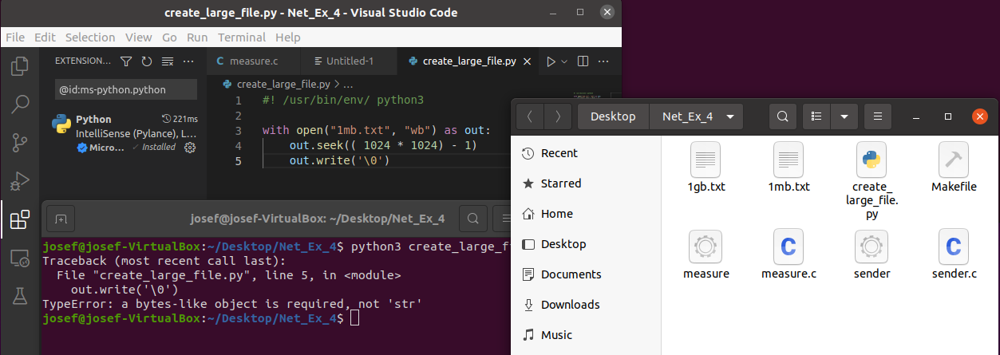 create_large_file.py - Net_Ex_4 - Visual Studio Code
File Edit Selection View Go Run Terminal Help
EXTENSION...
measure.c
Untitled-1
create_large_file.py
@id:ms-python.python
Python
221ms
IntelliSense (Pylance), L...
Micro...
Installed
create_large_file.py > ...
1 #! /usr/bin/env/ python3
2
3 with open("1mb.txt", "wb") as out:
4 out.seek(( 1024 * 1024) - 1)
5 out.write('\0')
josef@josef-VirtualBox: ~/Desktop/Net_Ex_4
josef@josef-VirtualBox:~/Desktop/Net_Ex_4$ python3 create_large_f
Traceback (most recent call last):
File "create_large_file.py", line 5, in <module>
out.write('\0')
TypeError: a bytes-like object is required, not 'str'
josef@josef-VirtualBox:~/Desktop/Net_Ex_4$
Desktop
Net_Ex_4
Recent
Starred
Home
Desktop
Documents
Downloads
Music
1gb.txt
1mb.txt
create_
large_file.
py
Makefile
measure
measure.c
sender
sender.c